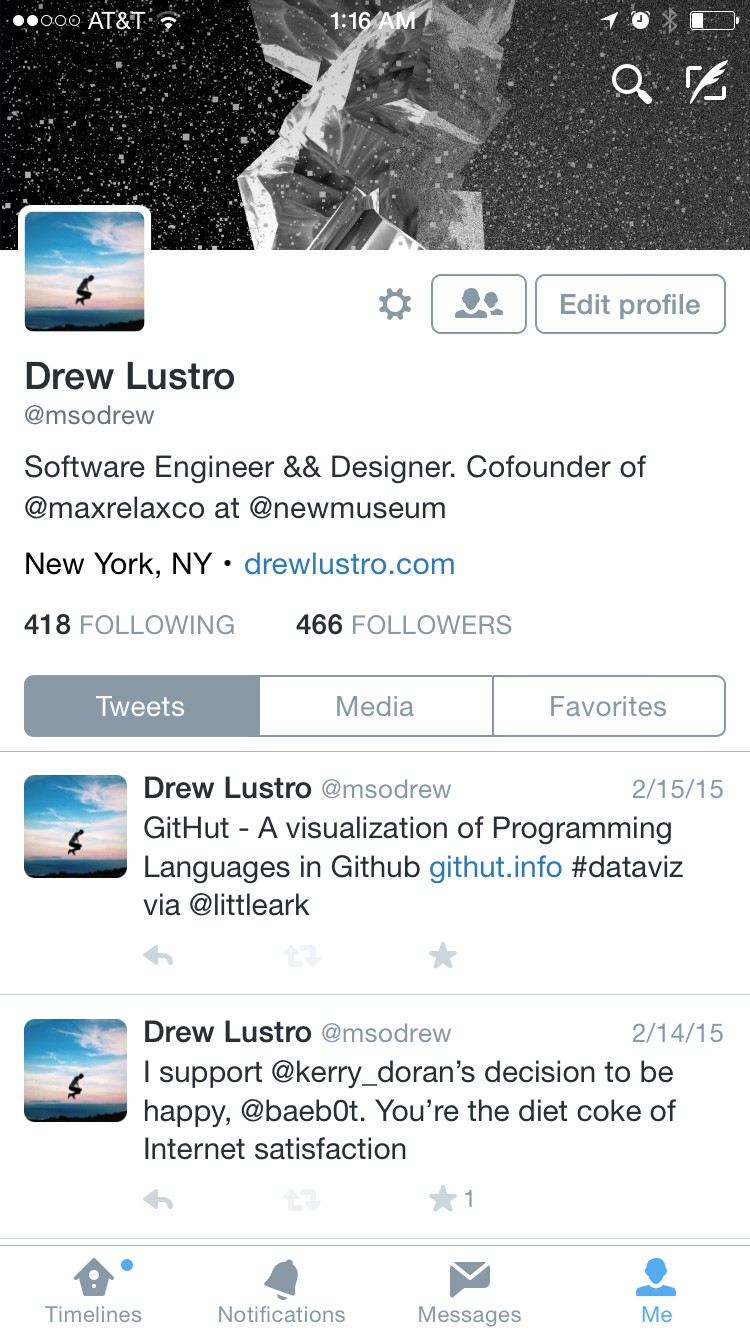 AT&T 1:16 AM
Edit profile
Drew Lustro
@msodrew
Software Engineer && Designer. Cofounder of
@maxrelaxco at @newmuseum
New York, NY • drewlustro.com
418 FOLLOWING 466 FOLLOWERS
Tweets Media Favorites
Drew Lustro @msodrew 2/15/15
GitHut - A visualization of Programming
Languages in Github githut.info #dataviz
via @littleark
Drew Lustro @msodrew 2/14/15
I support @kerry_doran’s decision to be
happy, @baeb0t. You’re the diet coke of
Internet satisfaction
1
Timelines Notifications Messages Me